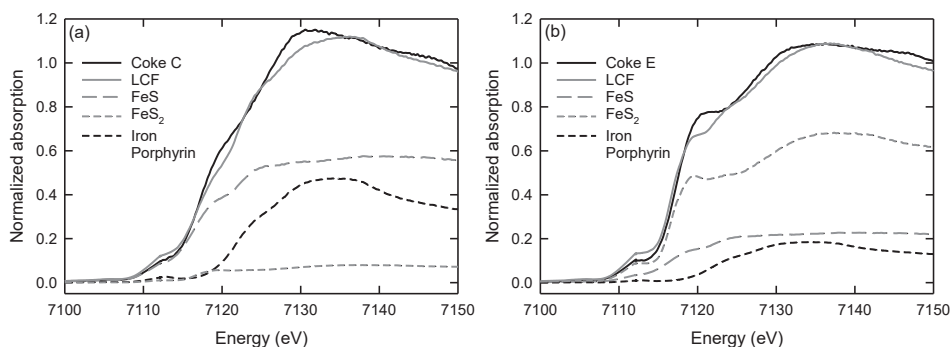 (a)
Coke C
LCF
FeS
FeS₂
Iron
Porphyrin
Normalized absorption
1.2
1.0
0.8
0.6
0.4
0.2
0.0
7100 7110 7120 7130 7140 7150
Energy (eV)
(b)
Coke E
LCF
FeS
FeS₂
Iron
Porphyrin
Normalized absorption
1.2
1.0
0.8
0.6
0.4
0.2
0.0
7100 7110 7120 7130 7140 7150
Energy (eV)